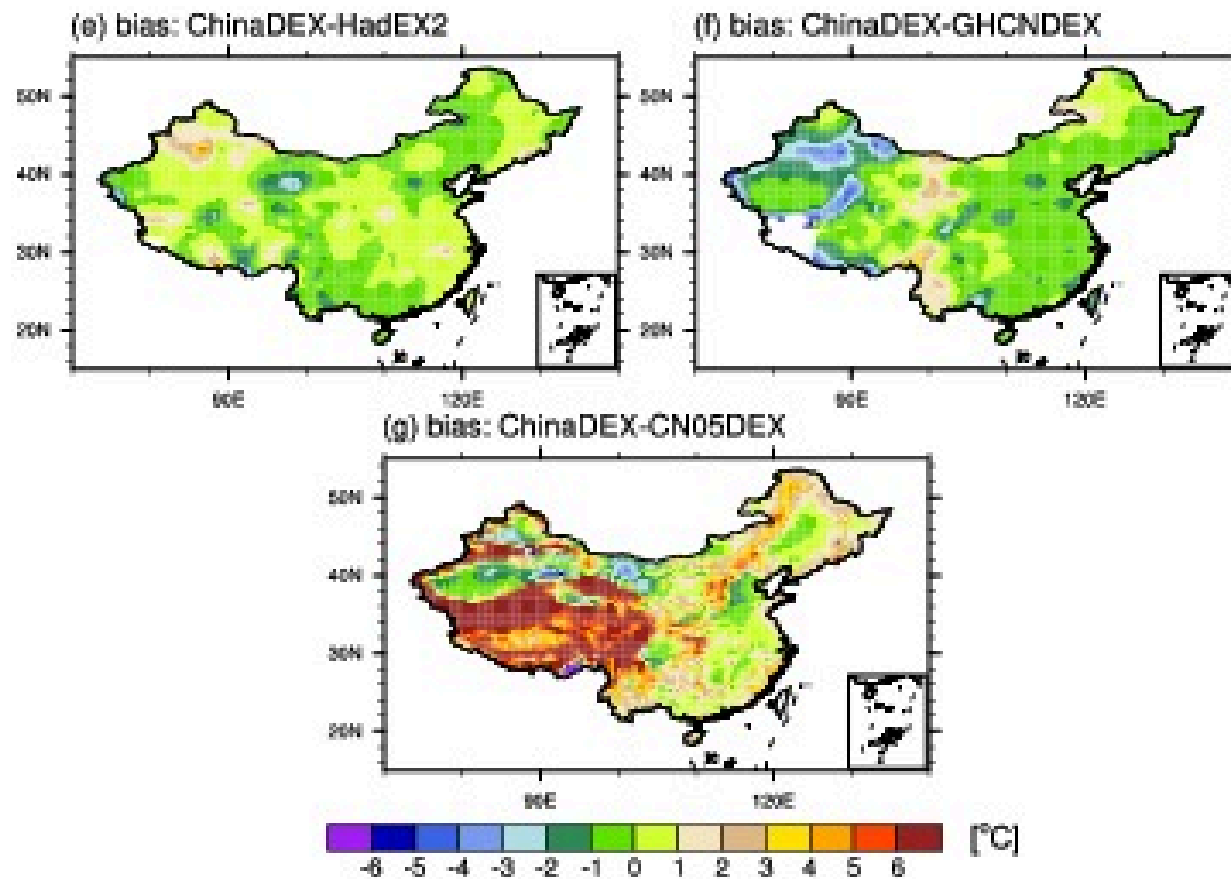 (e) bias: ChinaDEX-HadEX2
(f) bias: ChinaDEX-GHCNDEX
50N
40N
30N
20N
90E
120E
50N
40N
30N
20N
90E
120E
(g) bias: ChinaDEX-CN05DEX
50N
40N
30N
20N
90E
120E
-6 -5 -4 -3 -2 -1 0 1 2 3 4 5 6 [°C]